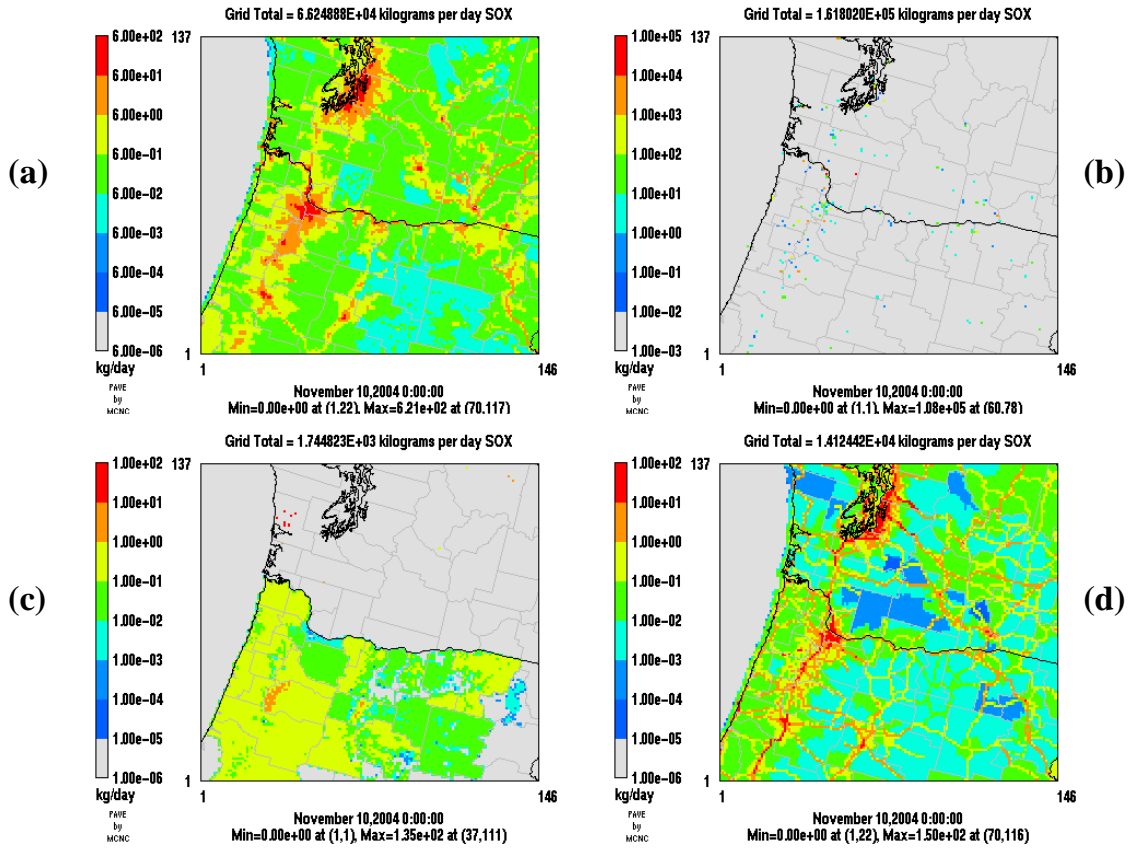 Grid Total = 6.624888E+04 kilograms per day SOX
(a)
6.00e+02
6.00e+01
6.00e+00
6.00e-01
6.00e-02
6.00e-03
6.00e-04
6.00e-05
6.00e-06
kg/day
PAVE
by
MCNC
137
1
1
146
November 10,2004 0:00:00
Min=0.00e+00 at (1,22), Max=6.21e+02 at (70,117)
Grid Total = 1.618020E+05 kilograms per day SOX
(b)
1.00e+05
1.00e+04
1.00e+03
1.00e+02
1.00e+01
1.00e+00
1.00e-01
1.00e-02
1.00e-03
kg/day
PAVE
by
MCNC
137
1
1
146
November 10,2004 0:00:00
Min=0.00e+00 at (1,1), Max=1.08e+05 at (60,78)
Grid Total = 1.744823E+03 kilograms per day SOX
(c)
1.00e+02
1.00e+01
1.00e+00
1.00e-01
1.00e-02
1.00e-03
1.00e-04
1.00e-05
1.00e-06
kg/day
PAVE
by
MCNC
137
1
1
146
November 10,2004 0:00:00
Min=0.00e+00 at (1,1), Max=1.35e+02 at (37,111)
Grid Total = 1.412442E+04 kilograms per day SOX
(d)
1.00e+02
1.00e+01
1.00e+00
1.00e-01
1.00e-02
1.00e-03
1.00e-04
1.00e-05
1.00e-06
kg/day
PAVE
by
MCNC
137
1
1
146
November 10,2004 0:00:00
Min=0.00e+00 at (1,22), Max=1.50e+02 at (70,116)